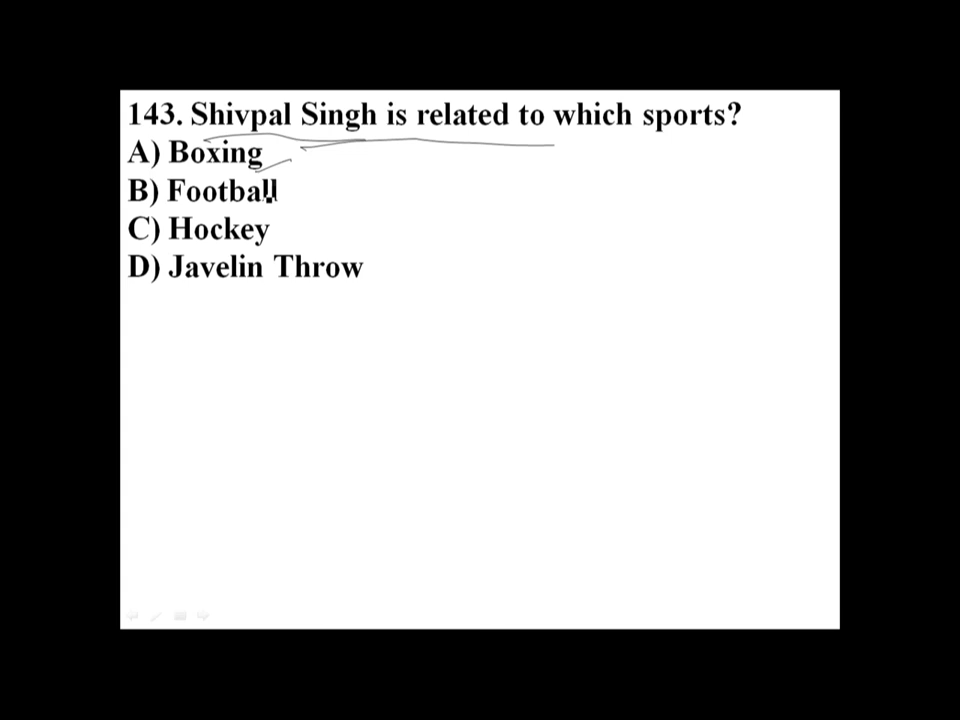 143. Shivpal Singh is related to which sports?
A) Boxing
B) Football
C) Hockey
D) Javelin Throw